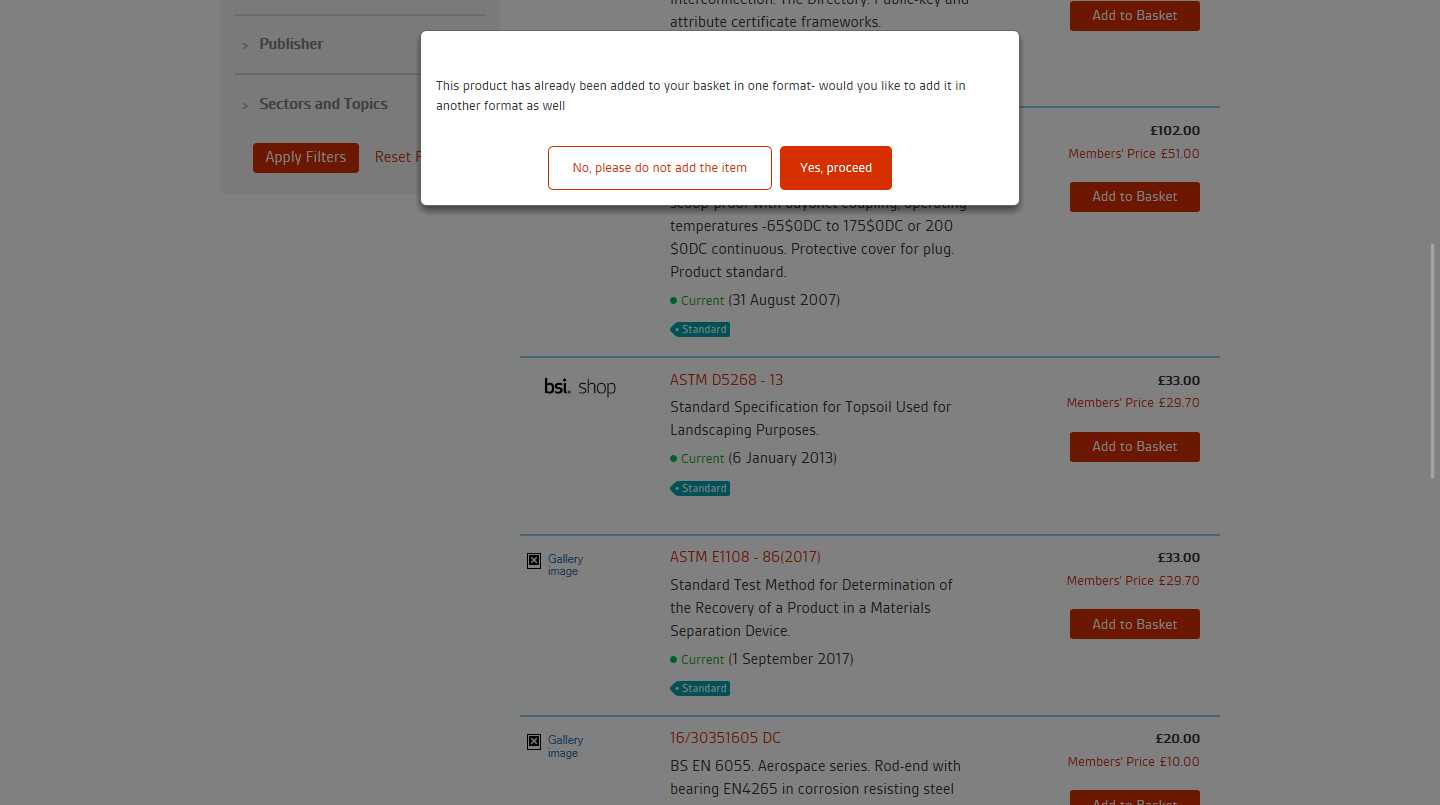 interconnection. The Directory. Public-key and
attribute certificate frameworks.
Add to Basket
Publisher
Sectors and Topics
Apply Filters
Reset F
This product has already been added to your basket in one format- would you like to add it in
another format as well
No, please do not add the item
Yes, proceed
£102.00
Members' Price £51.00
Add to Basket
scoop-proof with bayonet coupling, operating
temperatures -65$0DC to 175$0DC or 200
$0DC continuous. Protective cover for plug.
Product standard.
Current (31 August 2007)
Standard
bsi. shop
ASTM D5268 - 13
£33.00
Members' Price £29.70
Standard Specification for Topsoil Used for
Landscaping Purposes.
Add to Basket
Current (6 January 2013)
Standard
Gallery
image
ASTM E1108 - 86(2017)
£33.00
Members' Price £29.70
Standard Test Method for Determination of
the Recovery of a Product in a Materials
Separation Device.
Add to Basket
Current (1 September 2017)
Standard
Gallery
image
16/30351605 DC
£20.00
Members' Price £10.00
BS EN 6055. Aerospace series. Rod-end with
bearing EN4265 in corrosion resisting steel
Add to Basket